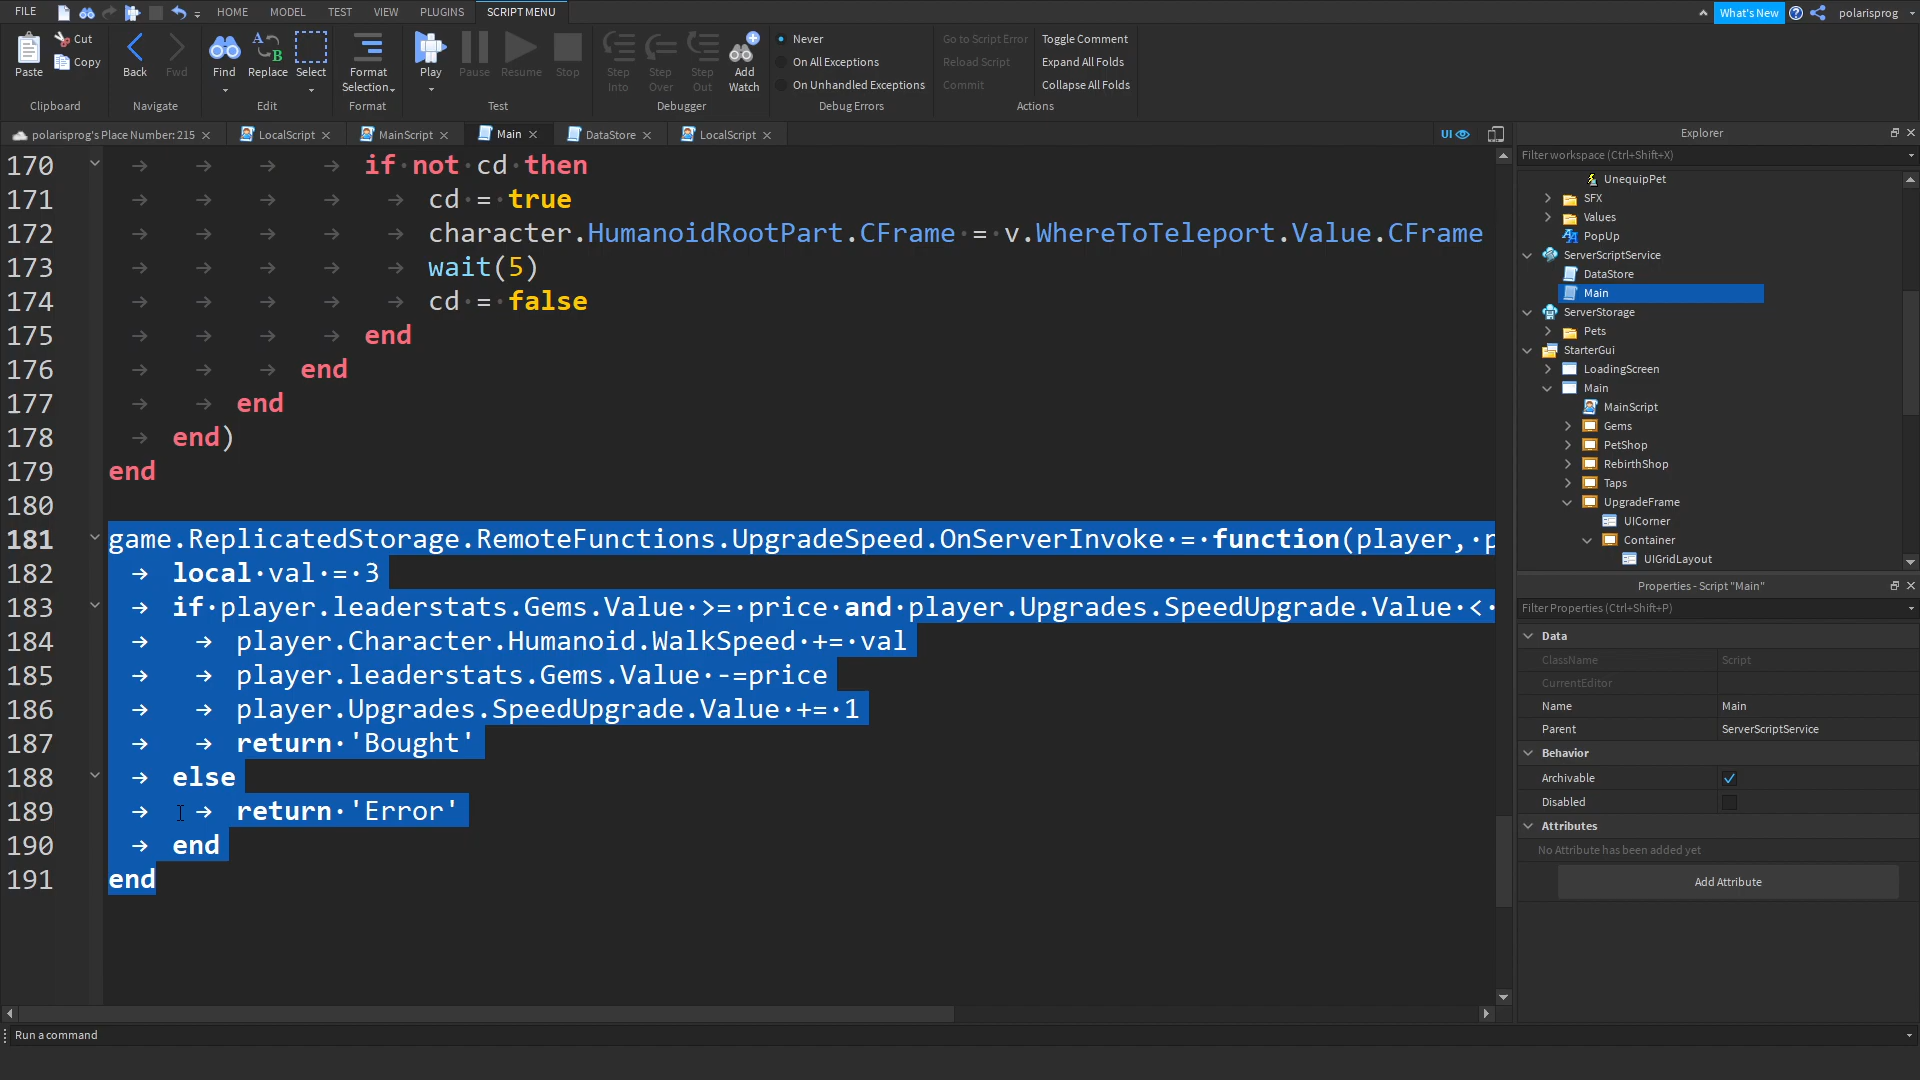 FILE HOME MODEL TEST VIEW PLUGINS SCRIPT MENU What's New polarisprog
Paste Cut Copy Back Fwd Find Replace Select Format Selection Play Pause Resume Stop Step Into Step Over Step Out Add Watch
Never
On All Exceptions
On Unhandled Exceptions
Go to Script Error
Reload Script
Commit
Toggle Comment
Expand All Folds
Collapse All Folds
Clipboard Navigate Edit Format Test Debugger Debug Errors Actions
polarisprog's Place Number: 215 LocalScript MainScript Main DataStore LocalScript UI
170 if not cd then
171 cd = true
172 character.HumanoidRootPart.CFrame = v.WhereToTeleport.Value.CFrame
173 wait(5)
174 cd = false
175 end
176 end
177 end
178 end)
179 end
180
181 game.ReplicatedStorage.RemoteFunctions.UpgradeSpeed.OnServerInvoke = function(player, p
182 local val = 3
183 if player.leaderstats.Gems.Value >= price and player.Upgrades.SpeedUpgrade.Value <
184 player.Character.Humanoid.WalkSpeed += val
185 player.leaderstats.Gems.Value -=price
186 player.Upgrades.SpeedUpgrade.Value += 1
187 return 'Bought'
188 else
189 return 'Error'
190 end
191 end
Explorer
Filter workspace (Ctrl+Shift+X)
UnequipPet
SFX
Values
PopUp
ServerScriptService
DataStore
Main
ServerStorage
Pets
StarterGui
LoadingScreen
Main
MainScript
Gems
PetShop
RebirthShop
Taps
UpgradeFrame
UICorner
Container
UIGridLayout
Properties - Script "Main"
Filter Properties (Ctrl+Shift+P)
Data
ClassName Script
CurrentEditor
Name Main
Parent ServerScriptService
Behavior
Archivable
Disabled
Attributes
No Attribute has been added yet
Add Attribute
Run a command